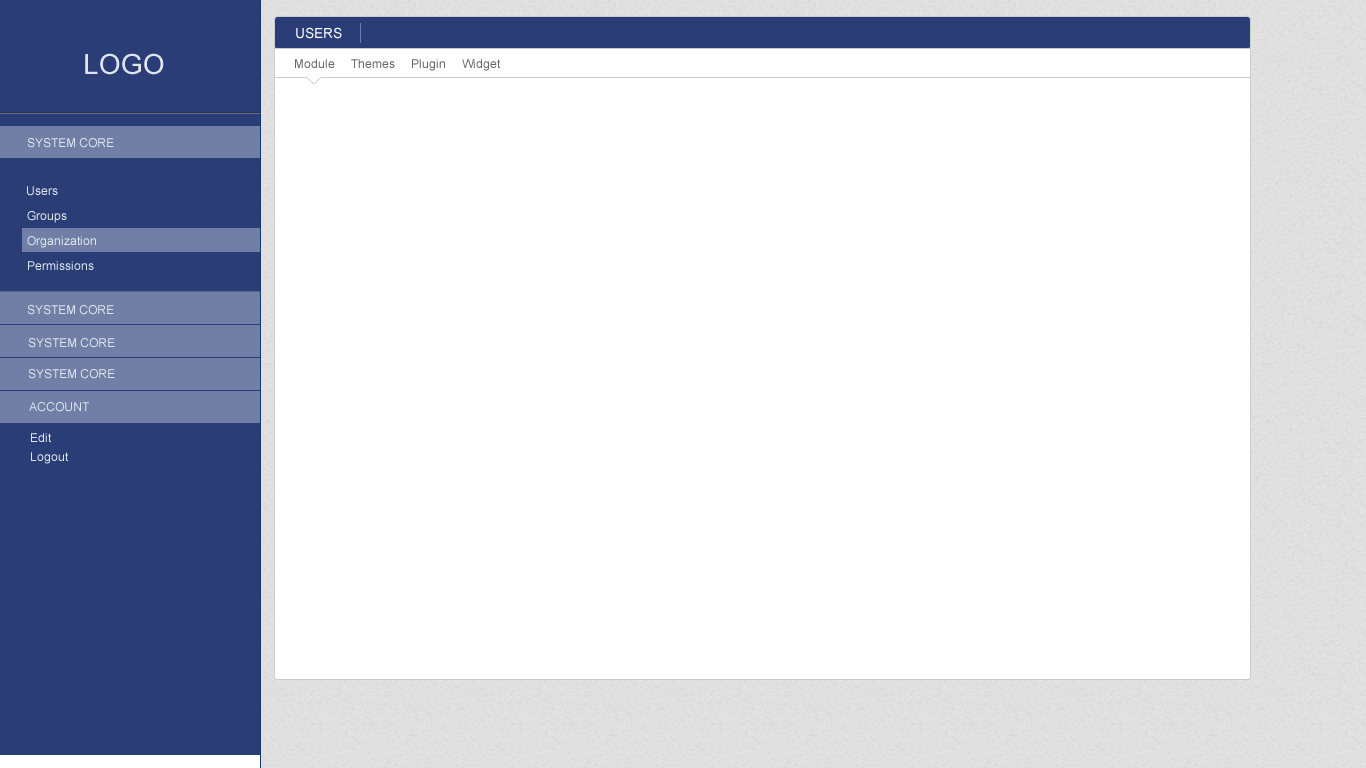 LOGO
SYSTEM CORE
Users
Groups
Organization
Permissions
SYSTEM CORE
SYSTEM CORE
SYSTEM CORE
ACCOUNT
Edit
Logout
USERS
Module Themes Plugin Widget